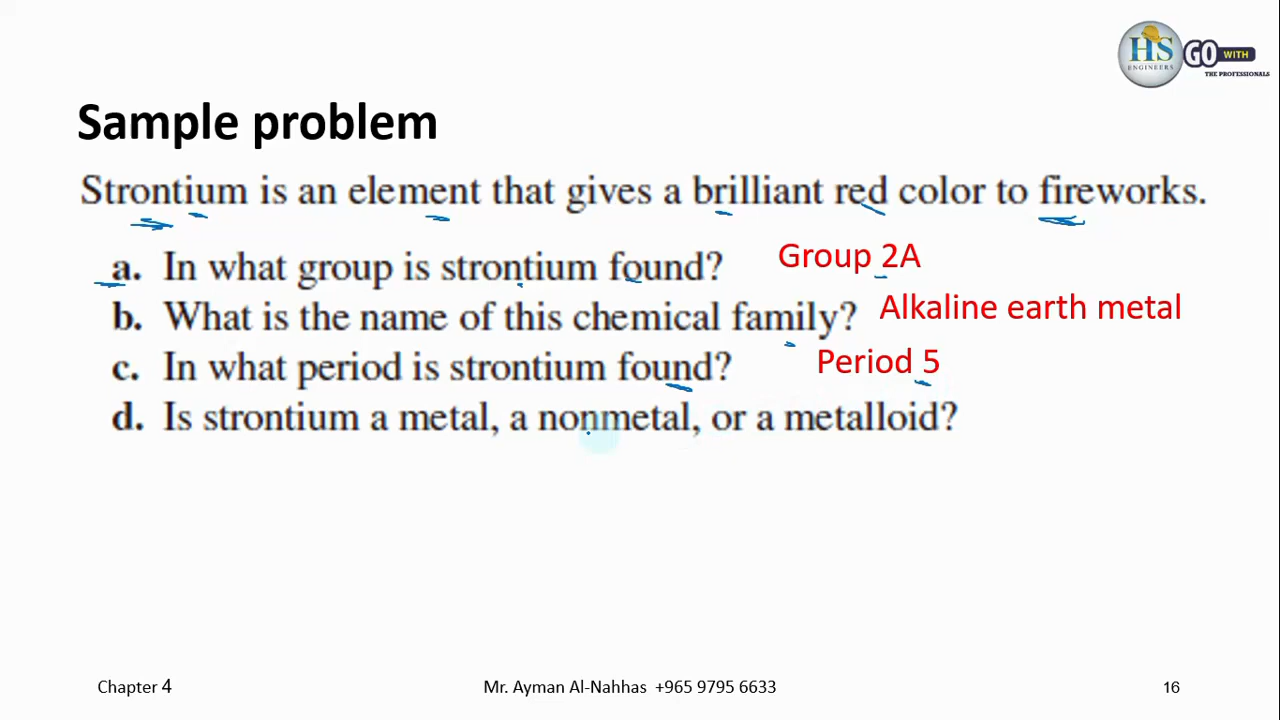 HS
ENGINEERS
GO WITH
THE PROFESSIONALS
Sample problem
Strontium is an element that gives a brilliant red color to fireworks.
a. In what group is strontium found? Group 2A
b. What is the name of this chemical family? Alkaline earth metal
c. In what period is strontium found? Period 5
d. Is strontium a metal, a nonmetal, or a metalloid?
Chapter 4 Mr. Ayman Al-Nahhas +965 9795 6633 16